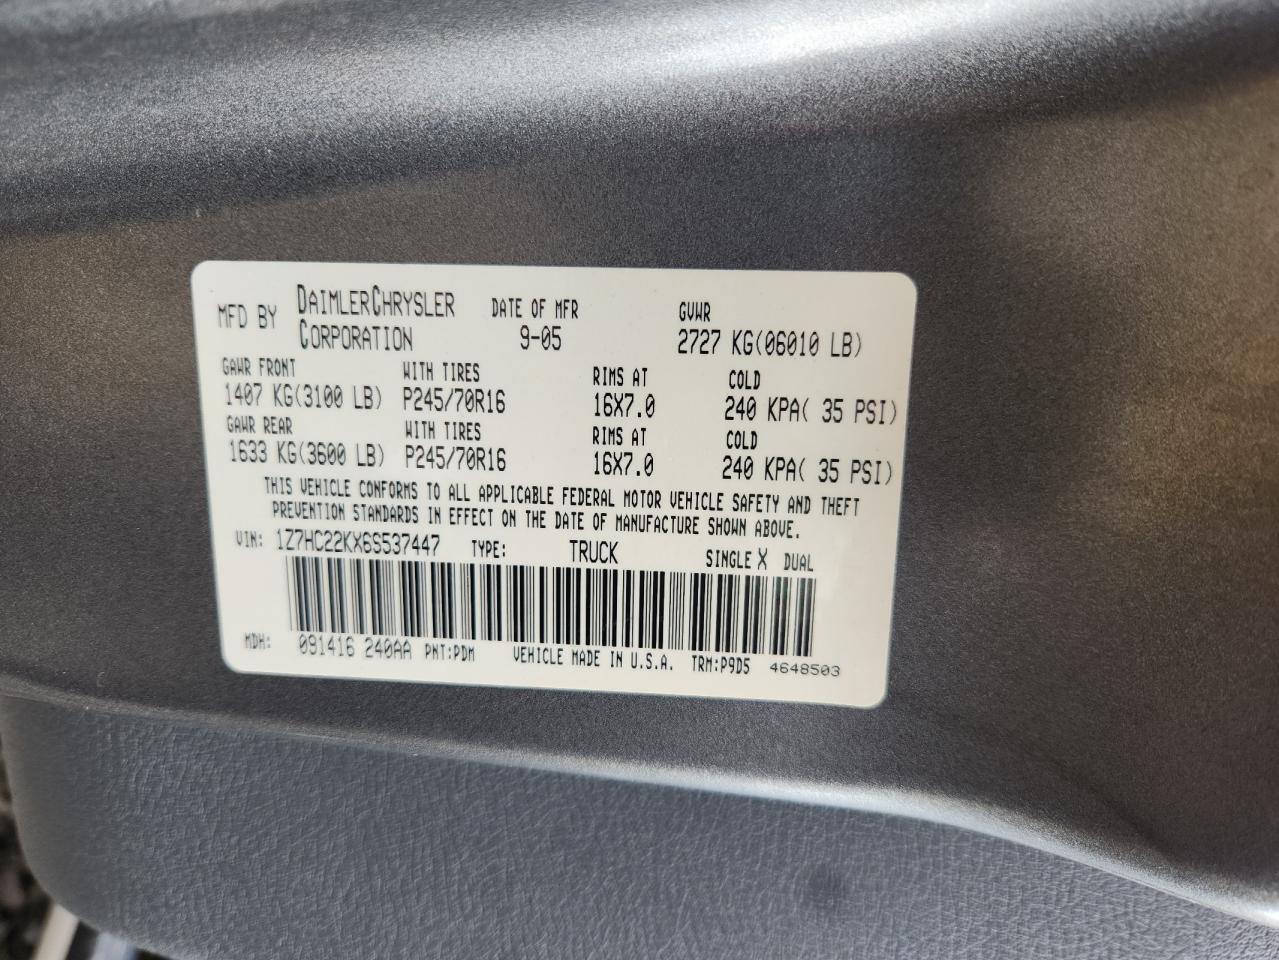 MFD BY DAIMLERCHRYSLER CORPORATION DATE OF MFR 9-05 GVWR 2727 KG(06010 LB)
GAWR FRONT WITH TIRES RIMS AT COLD
1407 KG(3100 LB) P245/70R16 16X7.0 240 KPA( 35 PSI)
GAWR REAR WITH TIRES RIMS AT COLD
1633 KG(3600 LB) P245/70R16 16X7.0 240 KPA( 35 PSI)
THIS VEHICLE CONFORMS TO ALL APPLICABLE FEDERAL MOTOR VEHICLE SAFETY AND THEFT
PREVENTION STANDARDS IN EFFECT ON THE DATE OF MANUFACTURE SHOWN ABOVE.
VIN: 1Z7HC22KX6S537447 TYPE: TRUCK SINGLE X DUAL
MDH: 091416 240AA PNT:PDM VEHICLE MADE IN U.S.A. TRM:P9D5 4648503